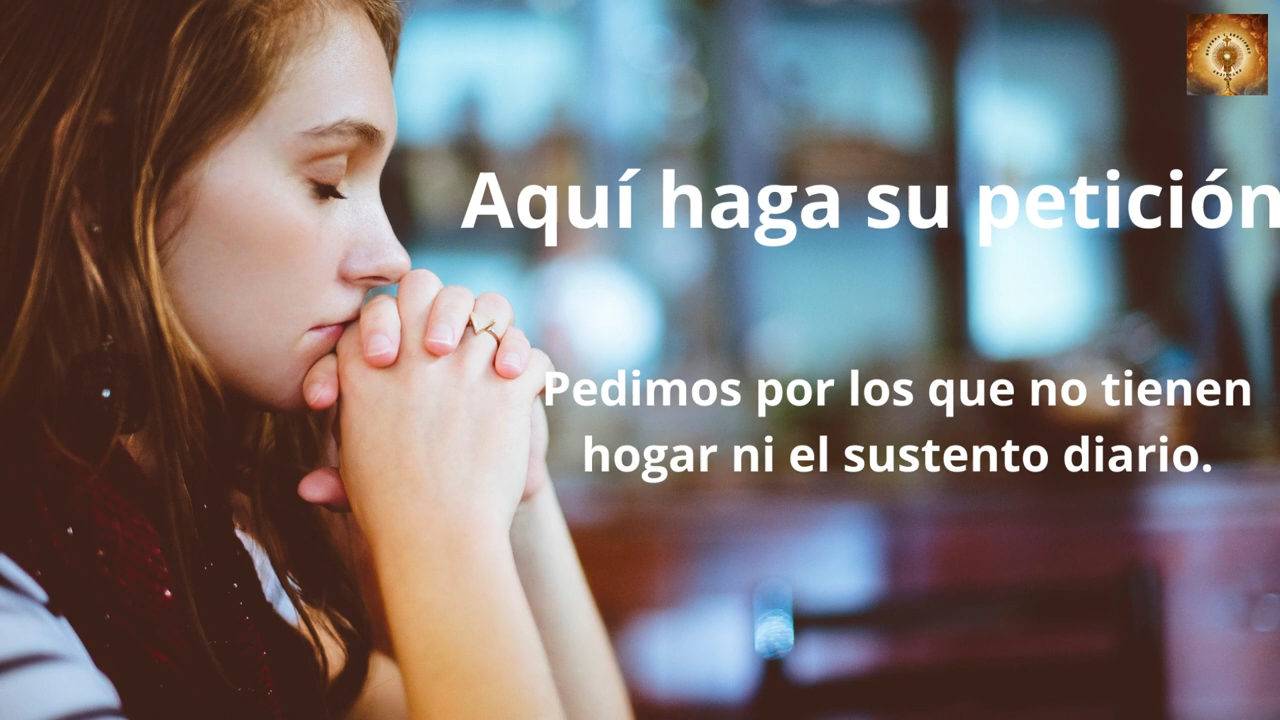 Aquí haga su petición
Pedimos por los que no tienen
hogar ni el sustento diario.